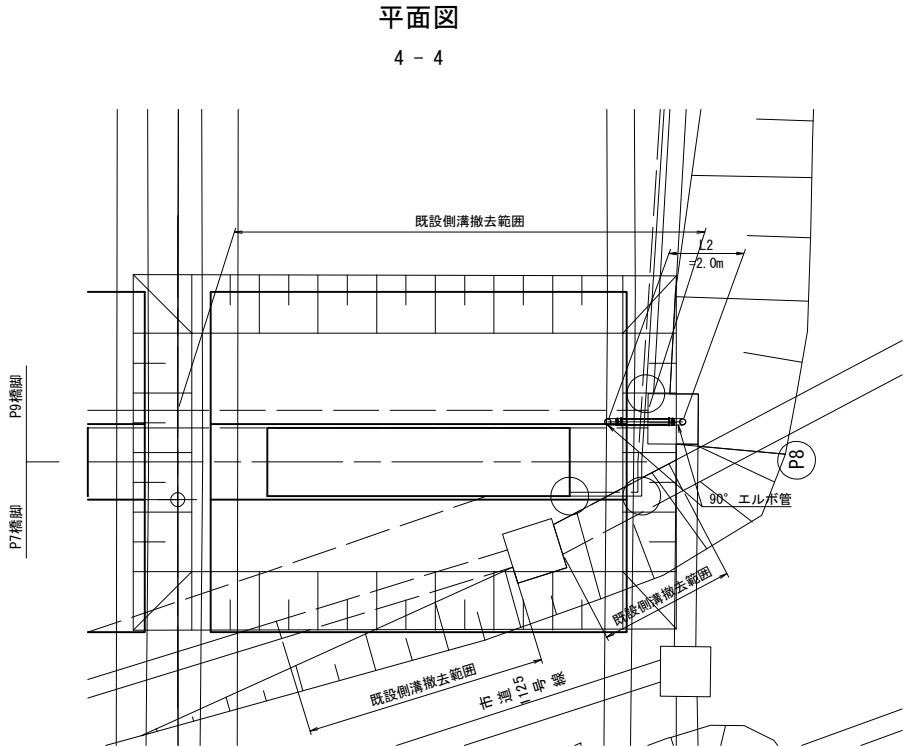 平面図
4 - 4
既設側溝撤去範囲
L2
=2.0m
P9橋脚
P8
90° エルボ管
P7橋脚
既設側溝撤去範囲
既設側溝撤去範囲
市道1125号線